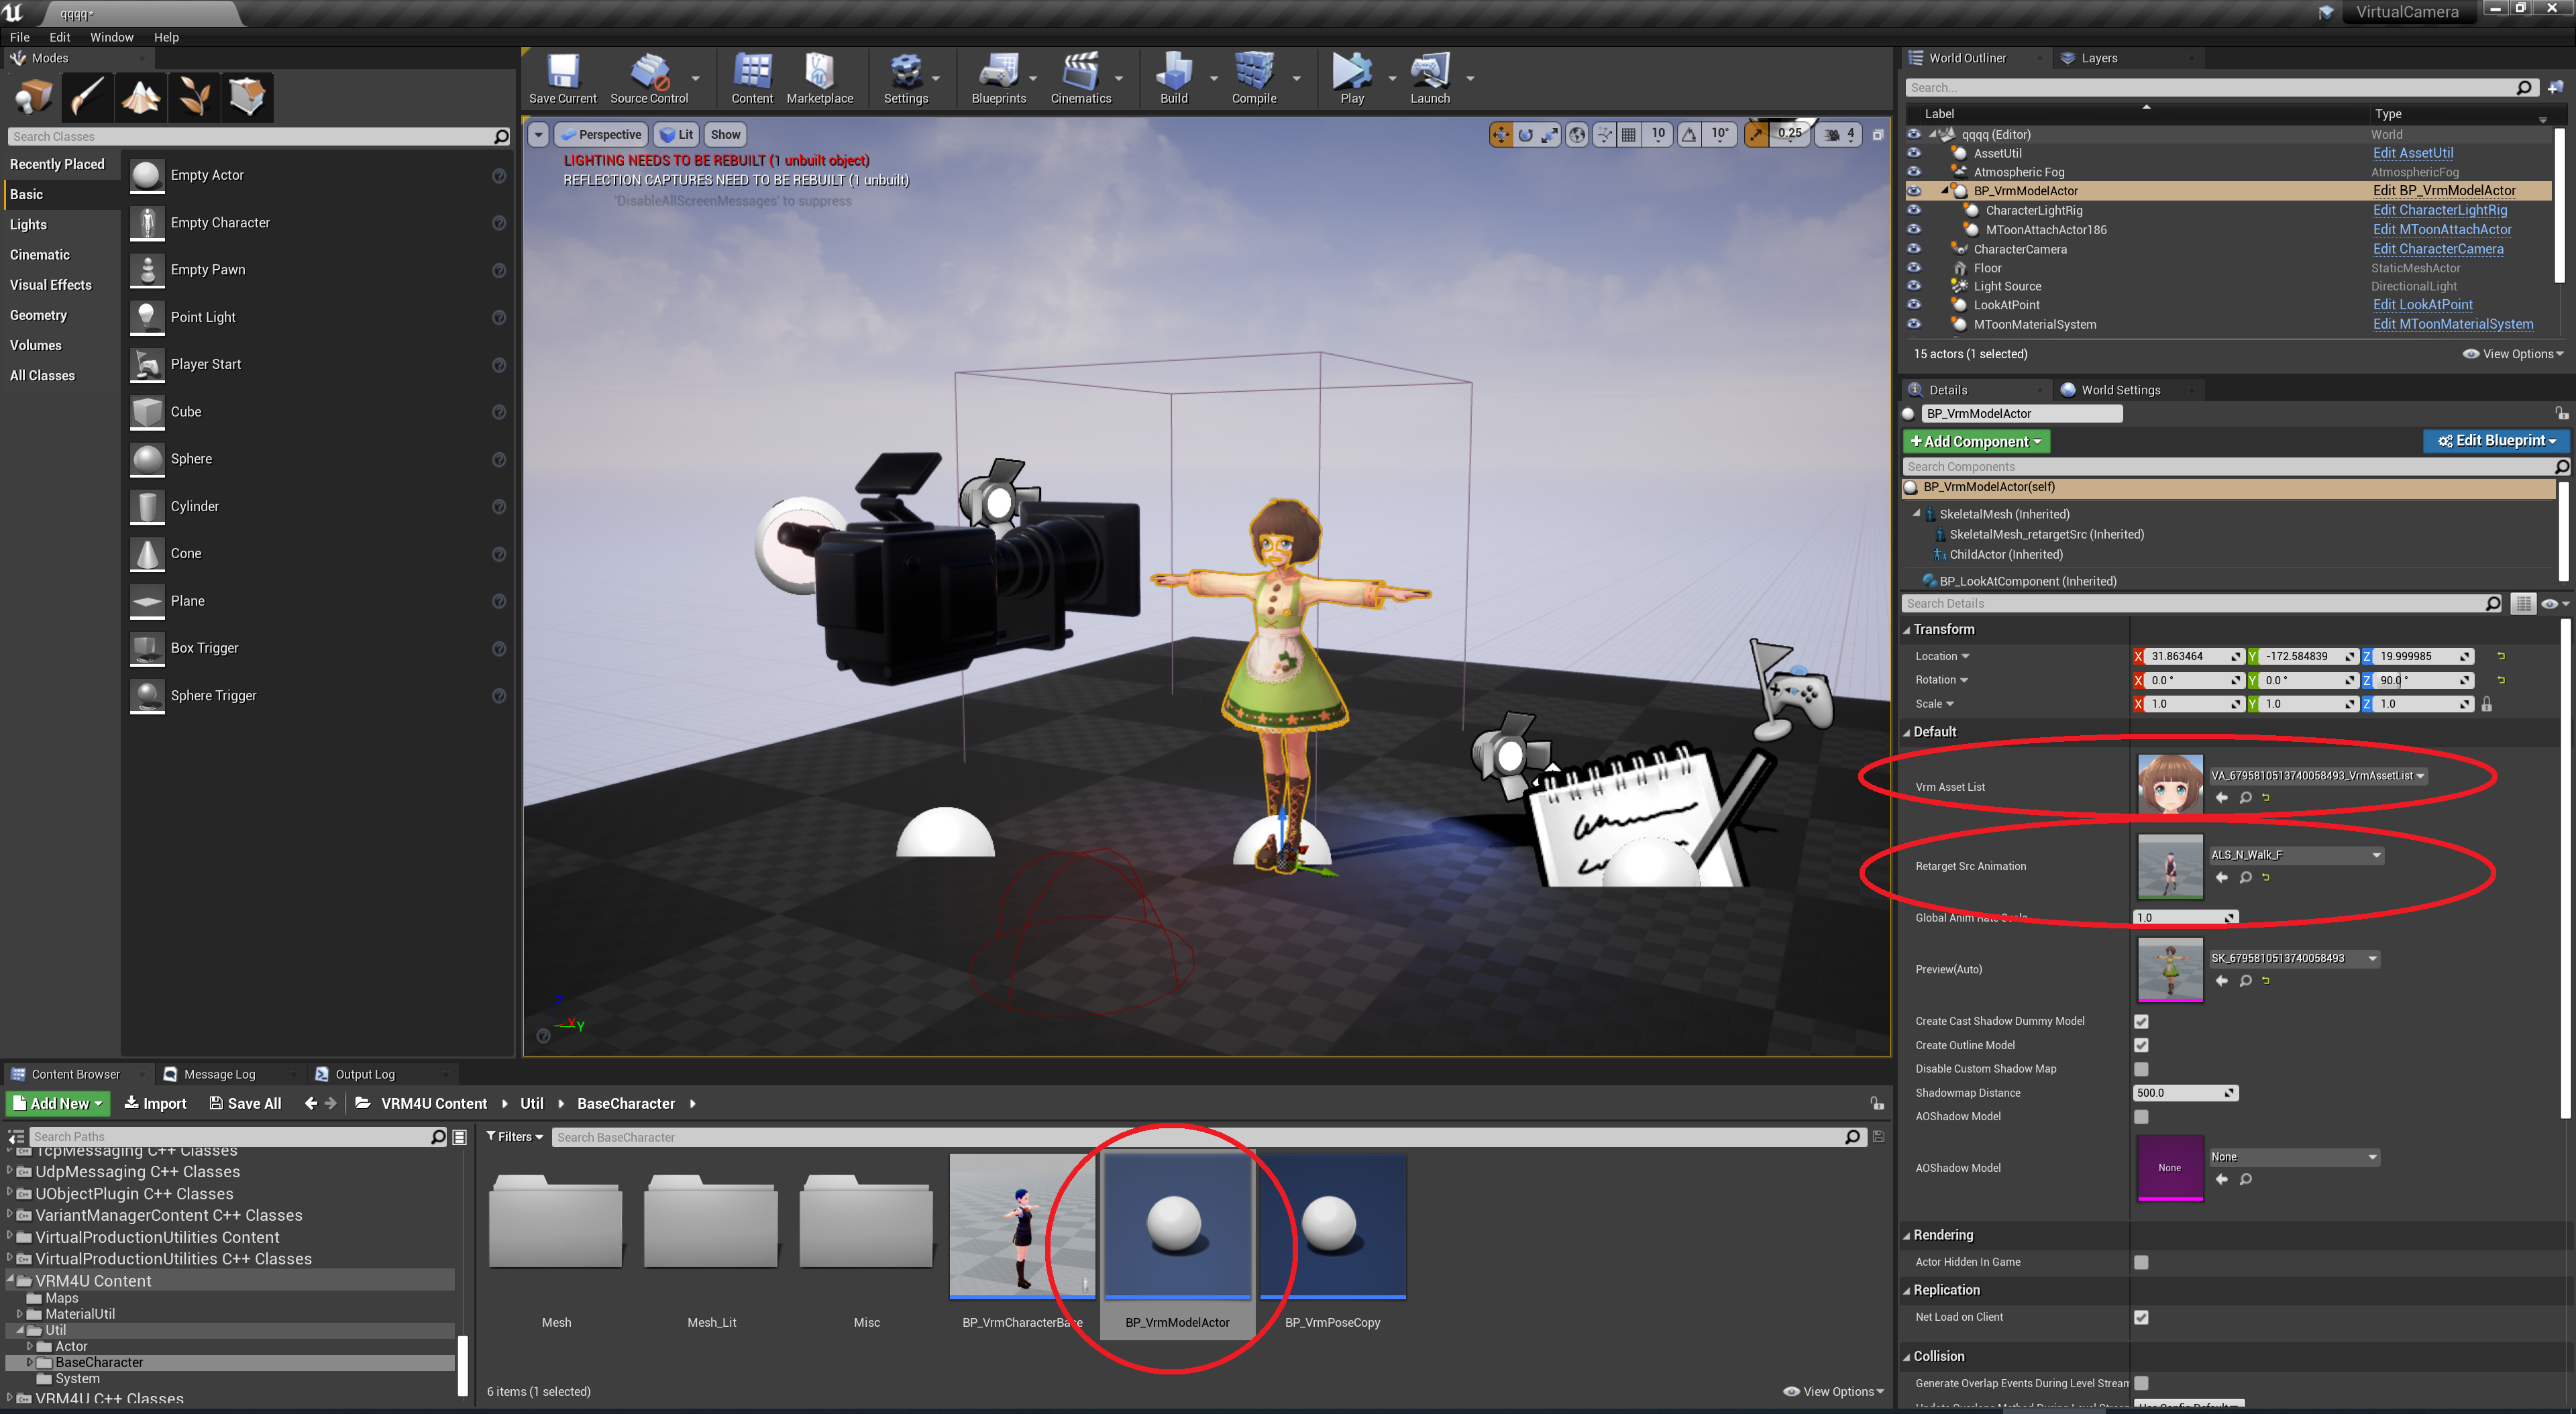 qqqq*
VirtualCamera
File Edit Window Help
Modes
Search Classes
Recently Placed
Basic
Lights
Cinematic
Visual Effects
Geometry
Volumes
All Classes
Empty Actor
Empty Character
Empty Pawn
Point Light
Player Start
Cube
Sphere
Cylinder
Cone
Plane
Box Trigger
Sphere Trigger
Save Current Source Control Content Marketplace Settings Blueprints Cinematics Build Compile Play Launch
Perspective Lit Show
10 10° 0.25 4
LIGHTING NEEDS TO BE REBUILT (1 unbuilt object)
REFLECTION CAPTURES NEED TO BE REBUILT (1 unbuilt)
'DisableAllScreenMessages' to suppress
World Outliner Layers
Search...
Label Type
qqqq (Editor) World
AssetUtil Edit AssetUtil
Atmospheric Fog AtmosphericFog
BP_VrmModelActor Edit BP_VrmModelActor
CharacterLightRig Edit CharacterLightRig
MToonAttachActor186 Edit MToonAttachActor
CharacterCamera Edit CharacterCamera
Floor StaticMeshActor
Light Source DirectionalLight
LookAtPoint Edit LookAtPoint
MToonMaterialSystem Edit MToonMaterialSystem
15 actors (1 selected) View Options
Details World Settings
BP_VrmModelActor
+Add Component Edit Blueprint
Search Components
BP_VrmModelActor(self)
SkeletalMesh (Inherited)
SkeletalMesh_retargetSrc (Inherited)
ChildActor (Inherited)
BP_LookAtComponent (Inherited)
Search Details
Transform
Location X 31.863464 Y -172.584839 Z 19.999985
Rotation X 0.0 ° Y 0.0 ° Z 90.0 °
Scale X 1.0 Y 1.0 Z 1.0
Default
Vrm Asset List VA_6795810513740058493_VrmAssetList
Retarget Src Animation ALS_N_Walk_F
Global Anim Rate Scale 1.0
Preview(Auto) SK_6795810513740058493
Create Cast Shadow Dummy Model
Create Outline Model
Disable Custom Shadow Map
Shadowmap Distance 500.0
AOShadow Model
AOShadow Model None None
Rendering
Actor Hidden In Game
Replication
Net Load on Client
Collision
Generate Overlap Events During Level Stream
X Y
Content Browser Message Log Output Log
Add New Import Save All VRM4U Content Util BaseCharacter
Search Paths
Filters Search BaseCharacter
TcpMessaging C++ Classes
UdpMessaging C++ Classes
UObjectPlugin C++ Classes
VariantManagerContent C++ Classes
VirtualProductionUtilities Content
VirtualProductionUtilities C++ Classes
VRM4U Content
Maps
MaterialUtil
Util
Actor
BaseCharacter
System
VRM4U C++ Classes
Mesh Mesh_Lit Misc BP_VrmCharacterBase BP_VrmModelActor BP_VrmPoseCopy
6 items (1 selected) View Options